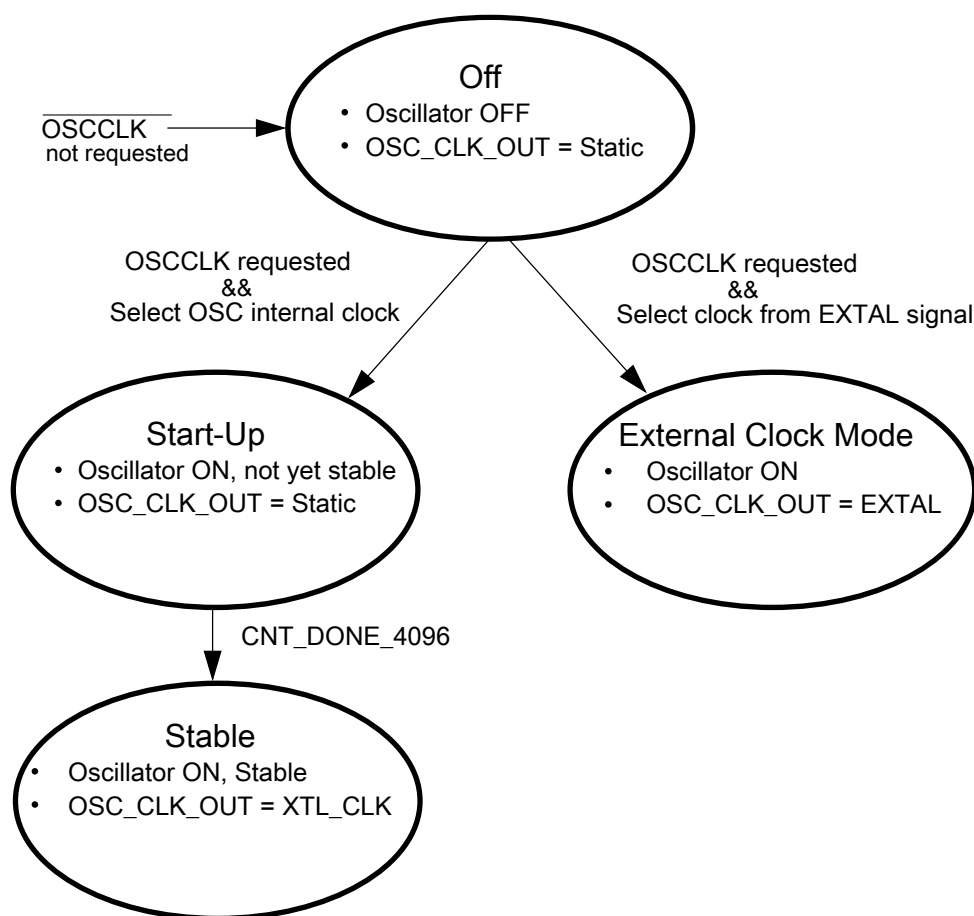 Off
• Oscillator OFF
• OSC_CLK_OUT = Static
OSCCLK
not requested
OSCCLK requested
&&
Select OSC internal clock
OSCCLK requested
&&
Select clock from EXTAL signal
Start-Up
• Oscillator ON, not yet stable
• OSC_CLK_OUT = Static
External Clock Mode
• Oscillator ON
• OSC_CLK_OUT = EXTAL
CNT_DONE_4096
Stable
• Oscillator ON, Stable
• OSC_CLK_OUT = XTL_CLK